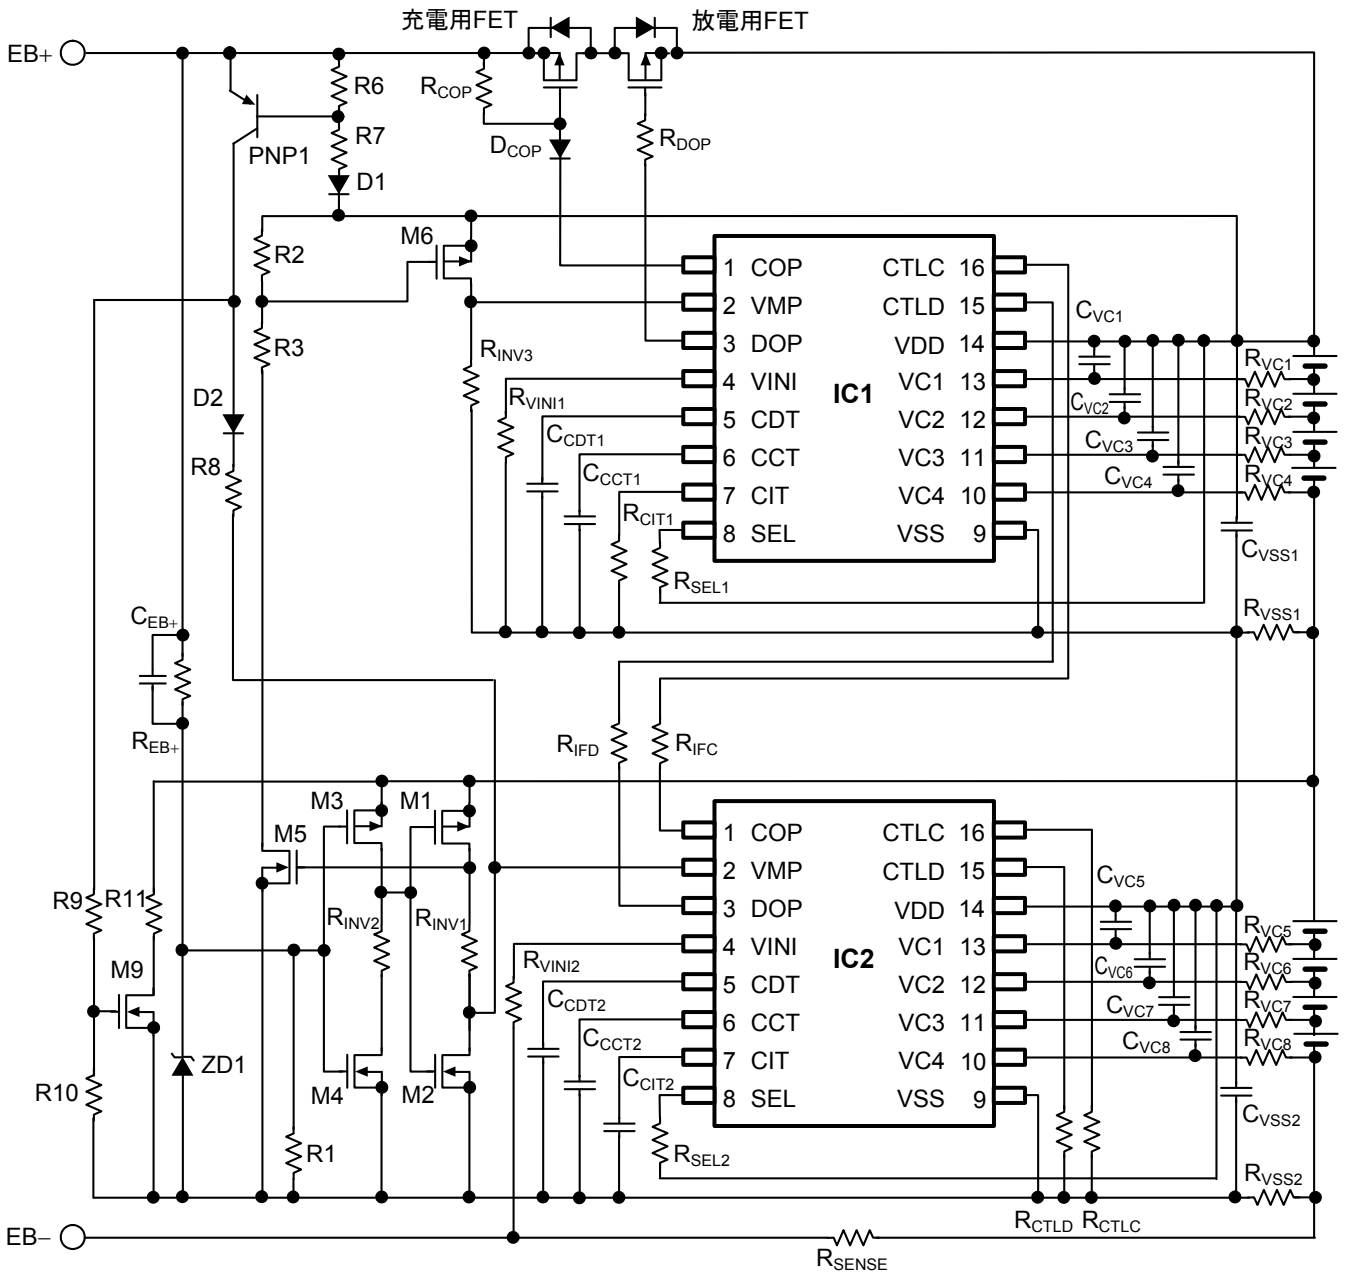 充電用FET 放電用FET
EB+
R6
RCOP
R7
DCOP
RDOP
PNP1
D1
M6
R2
1 COP CTLC 16
2 VMP CTLD 15
CVC1
R3
RINV3
3 DOP VDD 14
RVC1
4 VINI IC1 VC1 13
D2
RVINI1
CVC2
RVC2
5 CDT VC2 12
CCDT1
CVC3
RVC3
6 CCT VC3 11
R8
CCCT1
CVC4
RVC4
7 CIT VC4 10
RCIT1
8 SEL VSS 9
CVSS1
RSEL1
CEB+
RVSS1
REB+
RIFD
RIFC
M3 M1
M5
1 COP CTLC 16
2 VMP CTLD 15
CVC5
R9 R11
RINV2 RINV1
3 DOP VDD 14
RVC5
4 VINI IC2 VC1 13
RVINI2
CVC6
RVC6
M9
5 CDT VC2 12
CCDT2
CVC7
RVC7
6 CCT VC3 11
CCCT2
CVC8
RVC8
ZD1
7 CIT VC4 10
CCIT2
R10
M4 M2
8 SEL VSS 9
CVSS2
R1
RSEL2
RVSS2
RCTLD RCTLC
EB−
RSENSE